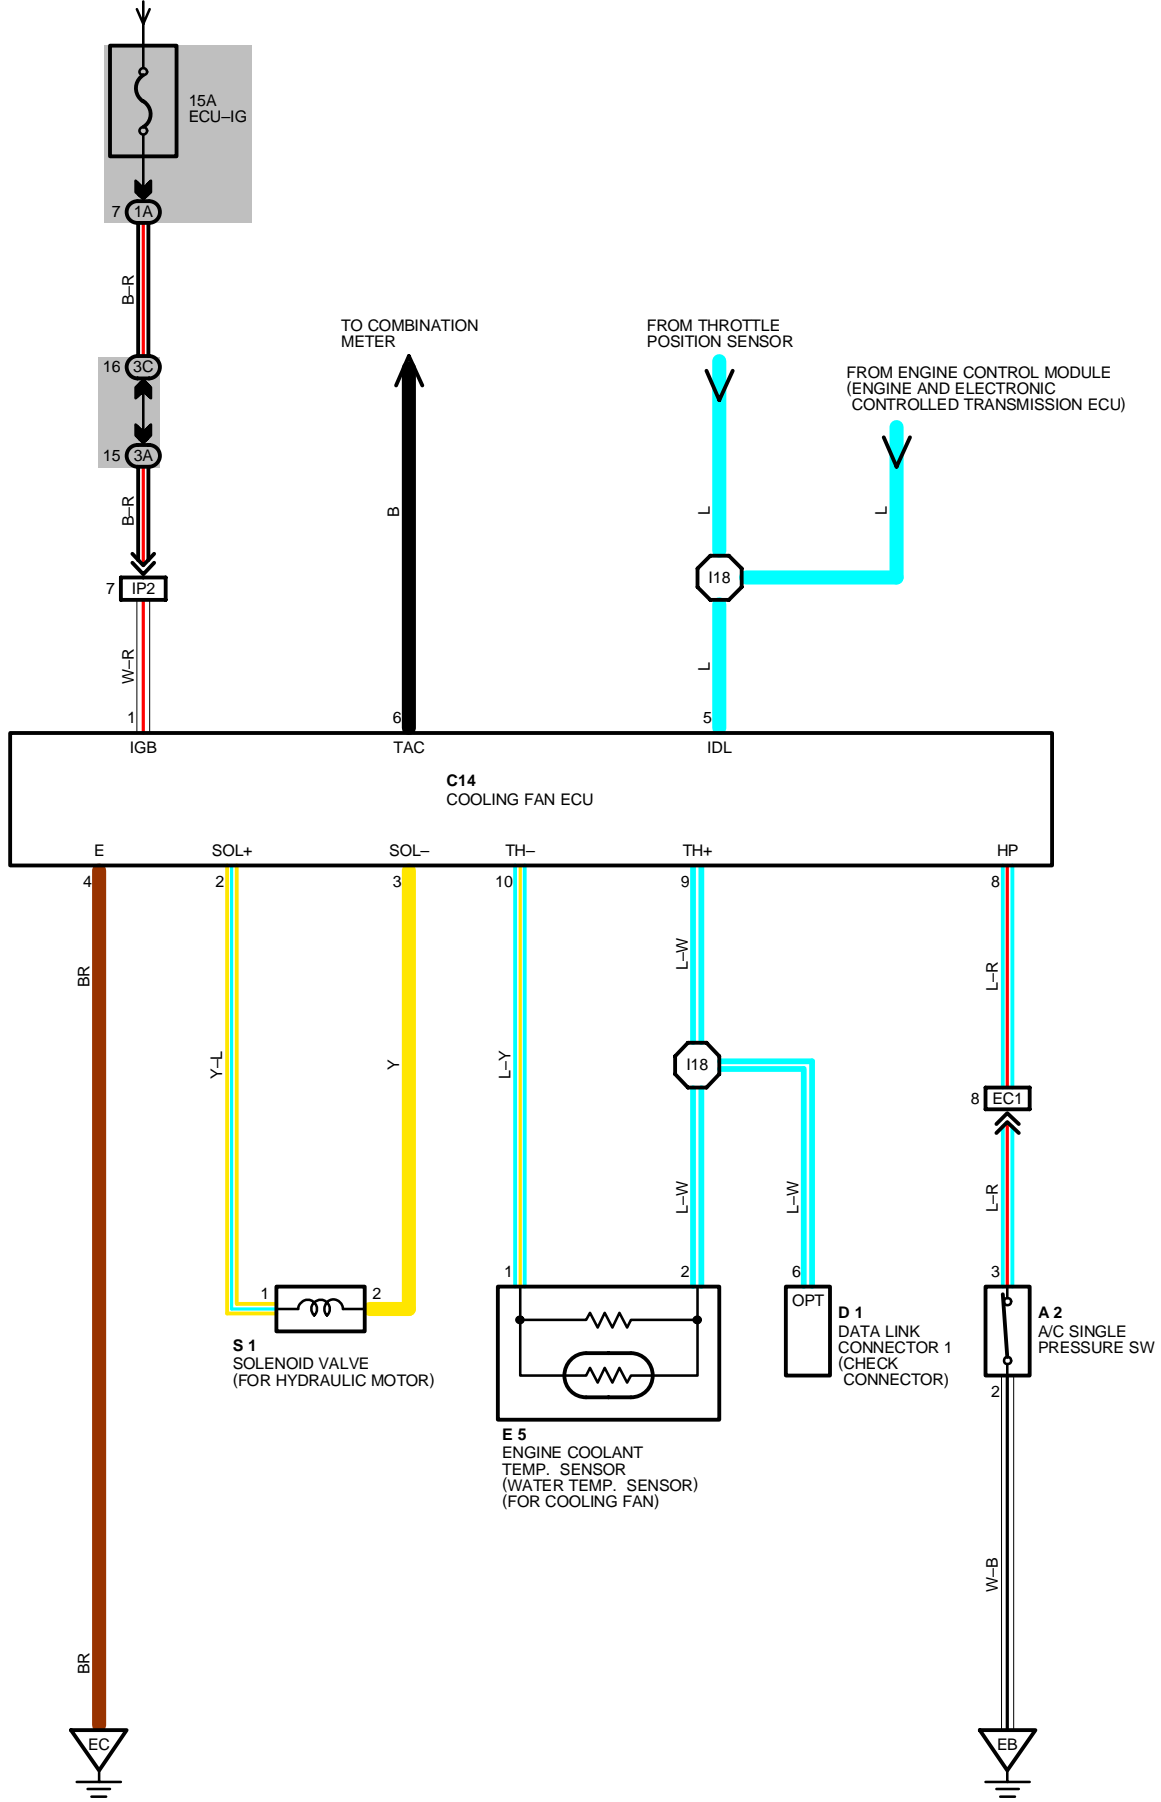 15A
ECU–IG
7 1A
B–R
16 3C
15 3A
B–R
7 IP2
W–R
TO COMBINATION
METER
B
FROM THROTTLE
POSITION SENSOR
FROM ENGINE CONTROL MODULE
(ENGINE AND ELECTRONIC
CONTROLLED TRANSMISSION ECU)
L
L
I18
L
1
6
5
IGB
TAC
IDL
C14
COOLING FAN ECU
E
SOL+
SOL–
TH–
TH+
HP
4
2
3
10
9
8
BR
Y–L
Y
L–Y
L–W
L–R
I18
8 EC1
L–W
L–W
L–R
1
2
1
2
6
3
OPT
S 1
SOLENOID VALVE
(FOR HYDRAULIC MOTOR)
D 1
DATA LINK
CONNECTOR 1
(CHECK
CONNECTOR)
A 2
A/C SINGLE
PRESSURE SW
2
E 5
ENGINE COOLANT
TEMP. SENSOR
(WATER TEMP. SENSOR)
(FOR COOLING FAN)
W–B
BR
EC
EB